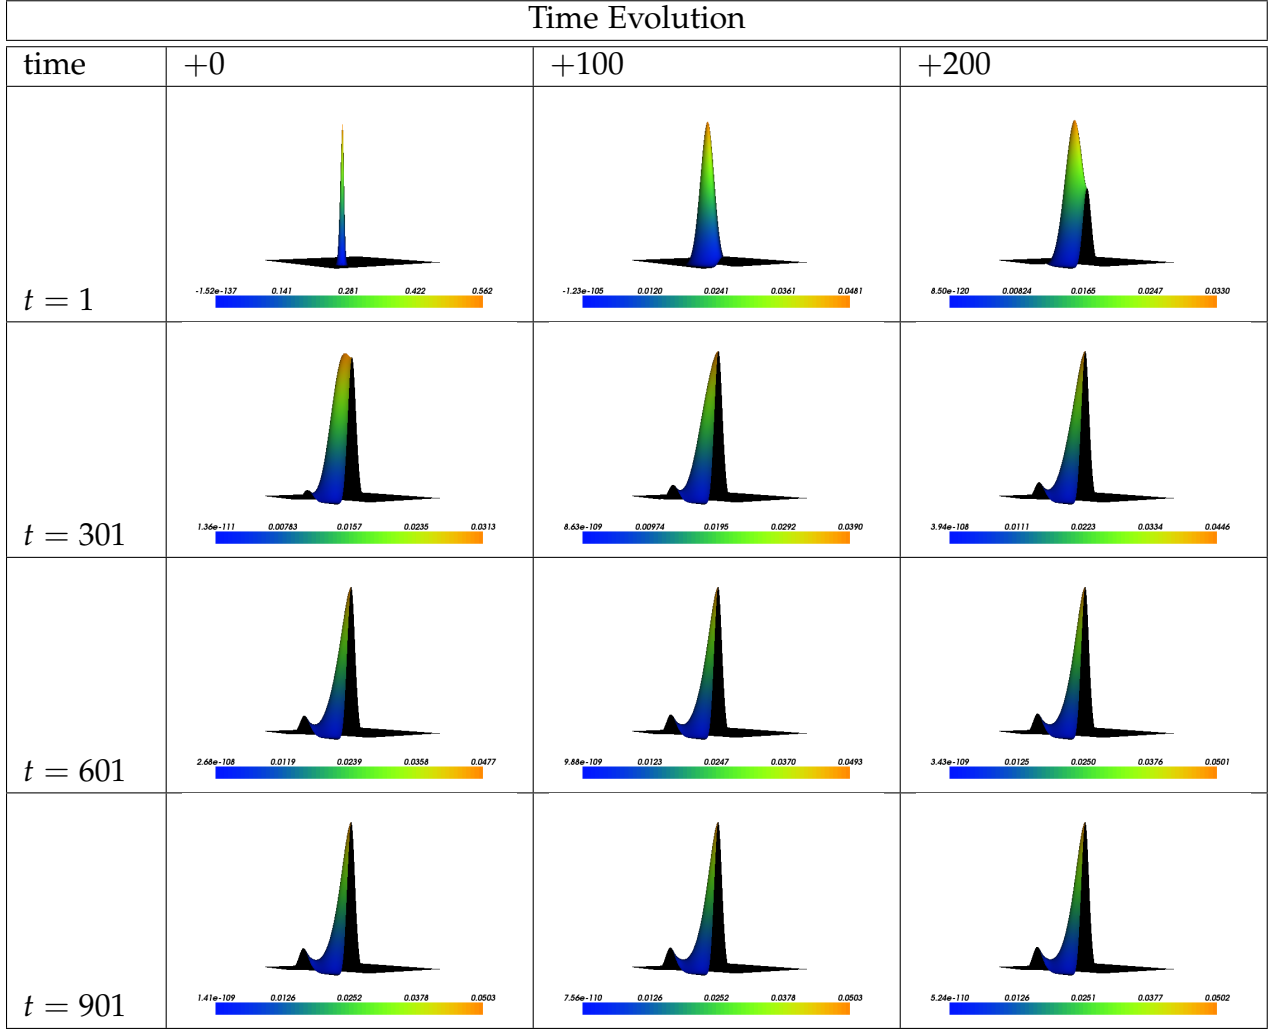 Time Evolution
time +0 +100 +200
t = 1
-1.52e-137 0.141 0.281 0.422 0.562
-1.23e-105 0.0120 0.0241 0.0361 0.0481
8.50e-120 0.00824 0.0165 0.0247 0.0330
t = 301
1.36e-111 0.00783 0.0157 0.0235 0.0313
8.63e-109 0.00974 0.0195 0.0292 0.0390
3.94e-108 0.0111 0.0223 0.0334 0.0446
t = 601
2.68e-108 0.0119 0.0239 0.0358 0.0477
9.88e-109 0.0123 0.0247 0.0370 0.0493
3.43e-109 0.0125 0.0250 0.0376 0.0501
t = 901
1.41e-109 0.0126 0.0252 0.0378 0.0503
7.56e-110 0.0126 0.0252 0.0378 0.0503
5.24e-110 0.0126 0.0251 0.0377 0.0502